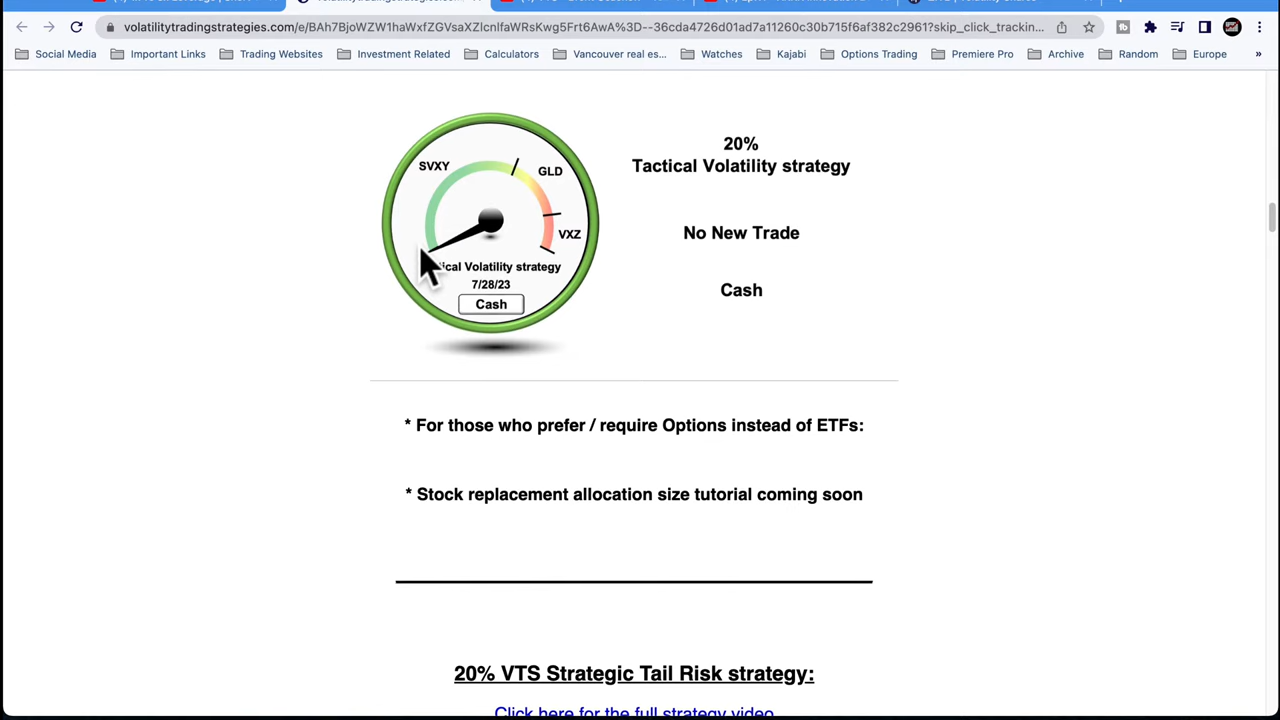 volatilitytradingstrategies.com/e/BAh7BjoWZW1haWxfZGVsaXZlcnlfaWRsKwg5Frt6AwA%3D--36cda4726d01ad7a11260c30b715f6af382c2961?skip_click_trackin...
Social Media Important Links Trading Websites Investment Related Calculators Vancouver real es... Watches Kajabi Options Trading Premiere Pro Archive Random Europe »
SVXY
GLD
VXZ
ical Volatility strategy
7/28/23
Cash
20%
Tactical Volatility strategy
No New Trade
Cash
* For those who prefer / require Options instead of ETFs:
* Stock replacement allocation size tutorial coming soon
20% VTS Strategic Tail Risk strategy:
Click here for the full strategy video